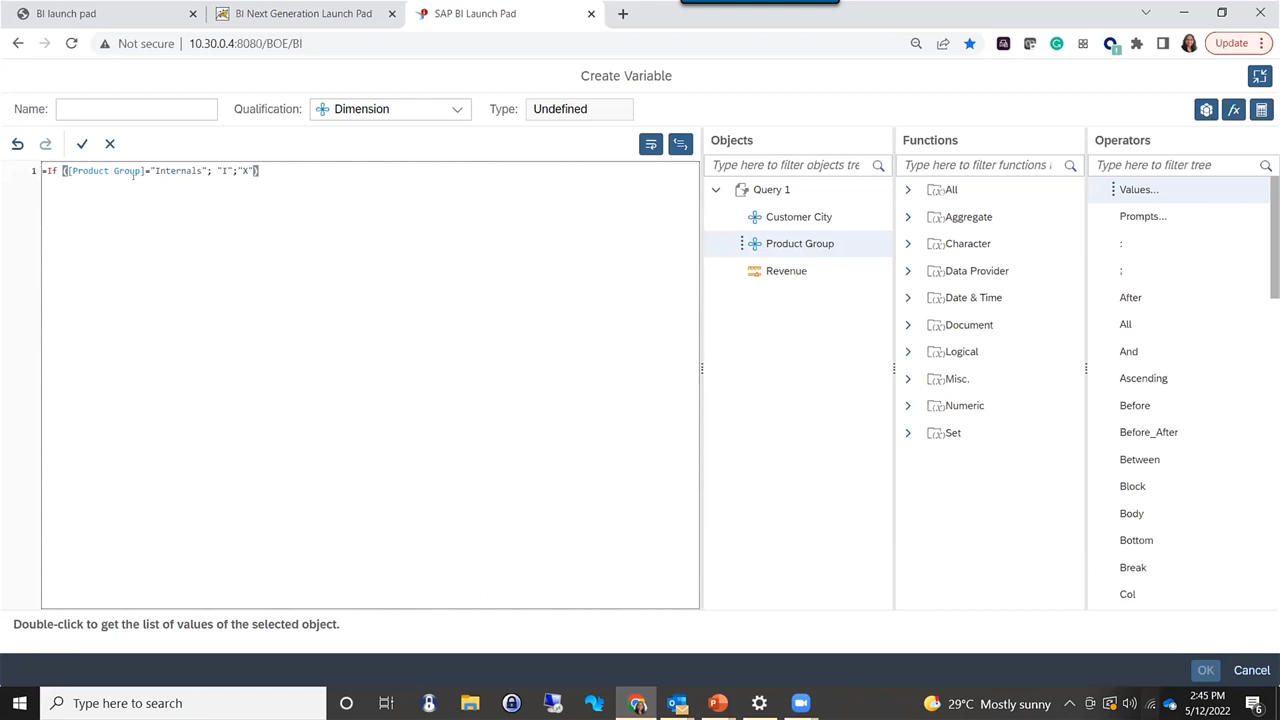 BI launch pad
BI Next Generation Launch Pad
SAP BI Launch Pad
Not secure
10.30.0.4:8080/BOE/BI
Update
Create Variable
Name:
Qualification:
Dimension
Type:
Undefined
1
=If ([Product Group]="Internals"; "I";"X")
Objects
Type here to filter objects tre
Query 1
Customer City
Product Group
Revenue
Functions
Type here to filter functions i
All
Aggregate
Character
Data Provider
Date & Time
Document
Logical
Misc.
Numeric
Set
Operators
Type here to filter tree
Values...
Prompts...
:
;
After
All
And
Ascending
Before
Before_After
Between
Block
Body
Bottom
Break
Col
Double-click to get the list of values of the selected object.
OK
Cancel
Type here to search
29°C Mostly sunny
2:45 PM
5/12/2022
6